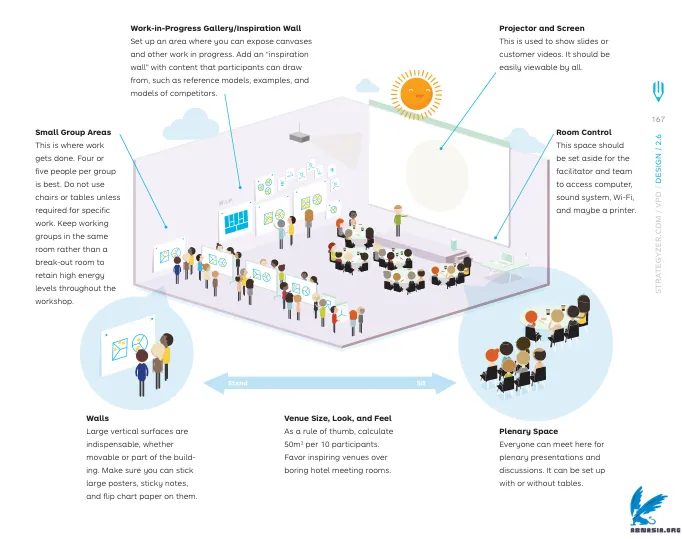 Work-in-Progress Gallery/Inspiration Wall
Set up an area where you can expose canvases
and other work in progress. Add an “inspiration
wall” with content that participants can draw
from, such as reference models, examples, and
models of competitors.
Projector and Screen
This is used to show slides or
customer videos. It should be
easily viewable by all.
167
STRATEGYZER.COM / VPD / DESIGN / 2.6
Small Group Areas
This is where work
gets done. Four or
five people per group
is best. Do not use
chairs or tables unless
required for specific
work. Keep working
groups in the same
room rather than a
break-out room to
retain high energy
levels throughout the
workshop.
Room Control
This space should
be set aside for the
facilitator and team
to access computer,
sound system, Wi-Fi,
and maybe a printer.
Stand
Sit
Walls
Large vertical surfaces are
indispensable, whether
movable or part of the build-
ing. Make sure you can stick
large posters, sticky notes,
and flip chart paper on them.
Venue Size, Look, and Feel
As a rule of thumb, calculate
50m² per 10 participants.
Favor inspiring venues over
boring hotel meeting rooms.
Plenary Space
Everyone can meet here for
plenary presentations and
discussions. It can be set up
with or without tables.
ARMASIA.ORG